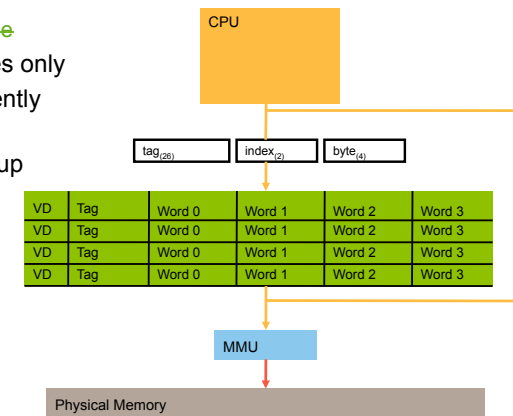 e
es only
ently
up
CPU
tag(26) index(2) byte(4)
VD Tag Word 0 Word 1 Word 2 Word 3
VD Tag Word 0 Word 1 Word 2 Word 3
VD Tag Word 0 Word 1 Word 2 Word 3
VD Tag Word 0 Word 1 Word 2 Word 3
MMU
Physical Memory